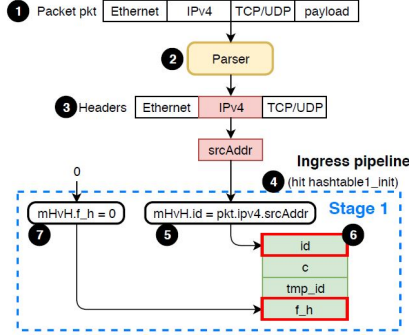 1 Packet pkt Ethernet IPv4 TCP/UDP payload
2 Parser
3 Headers Ethernet IPv4 TCP/UDP
srcAddr
Ingress pipeline
4 (hit hashtable1_init)
0
Stage 1
mHvH.f_h = 0 mHvH.id = pkt.ipv4.srcAddr
7 5 6
id
c
tmp_id
f_h